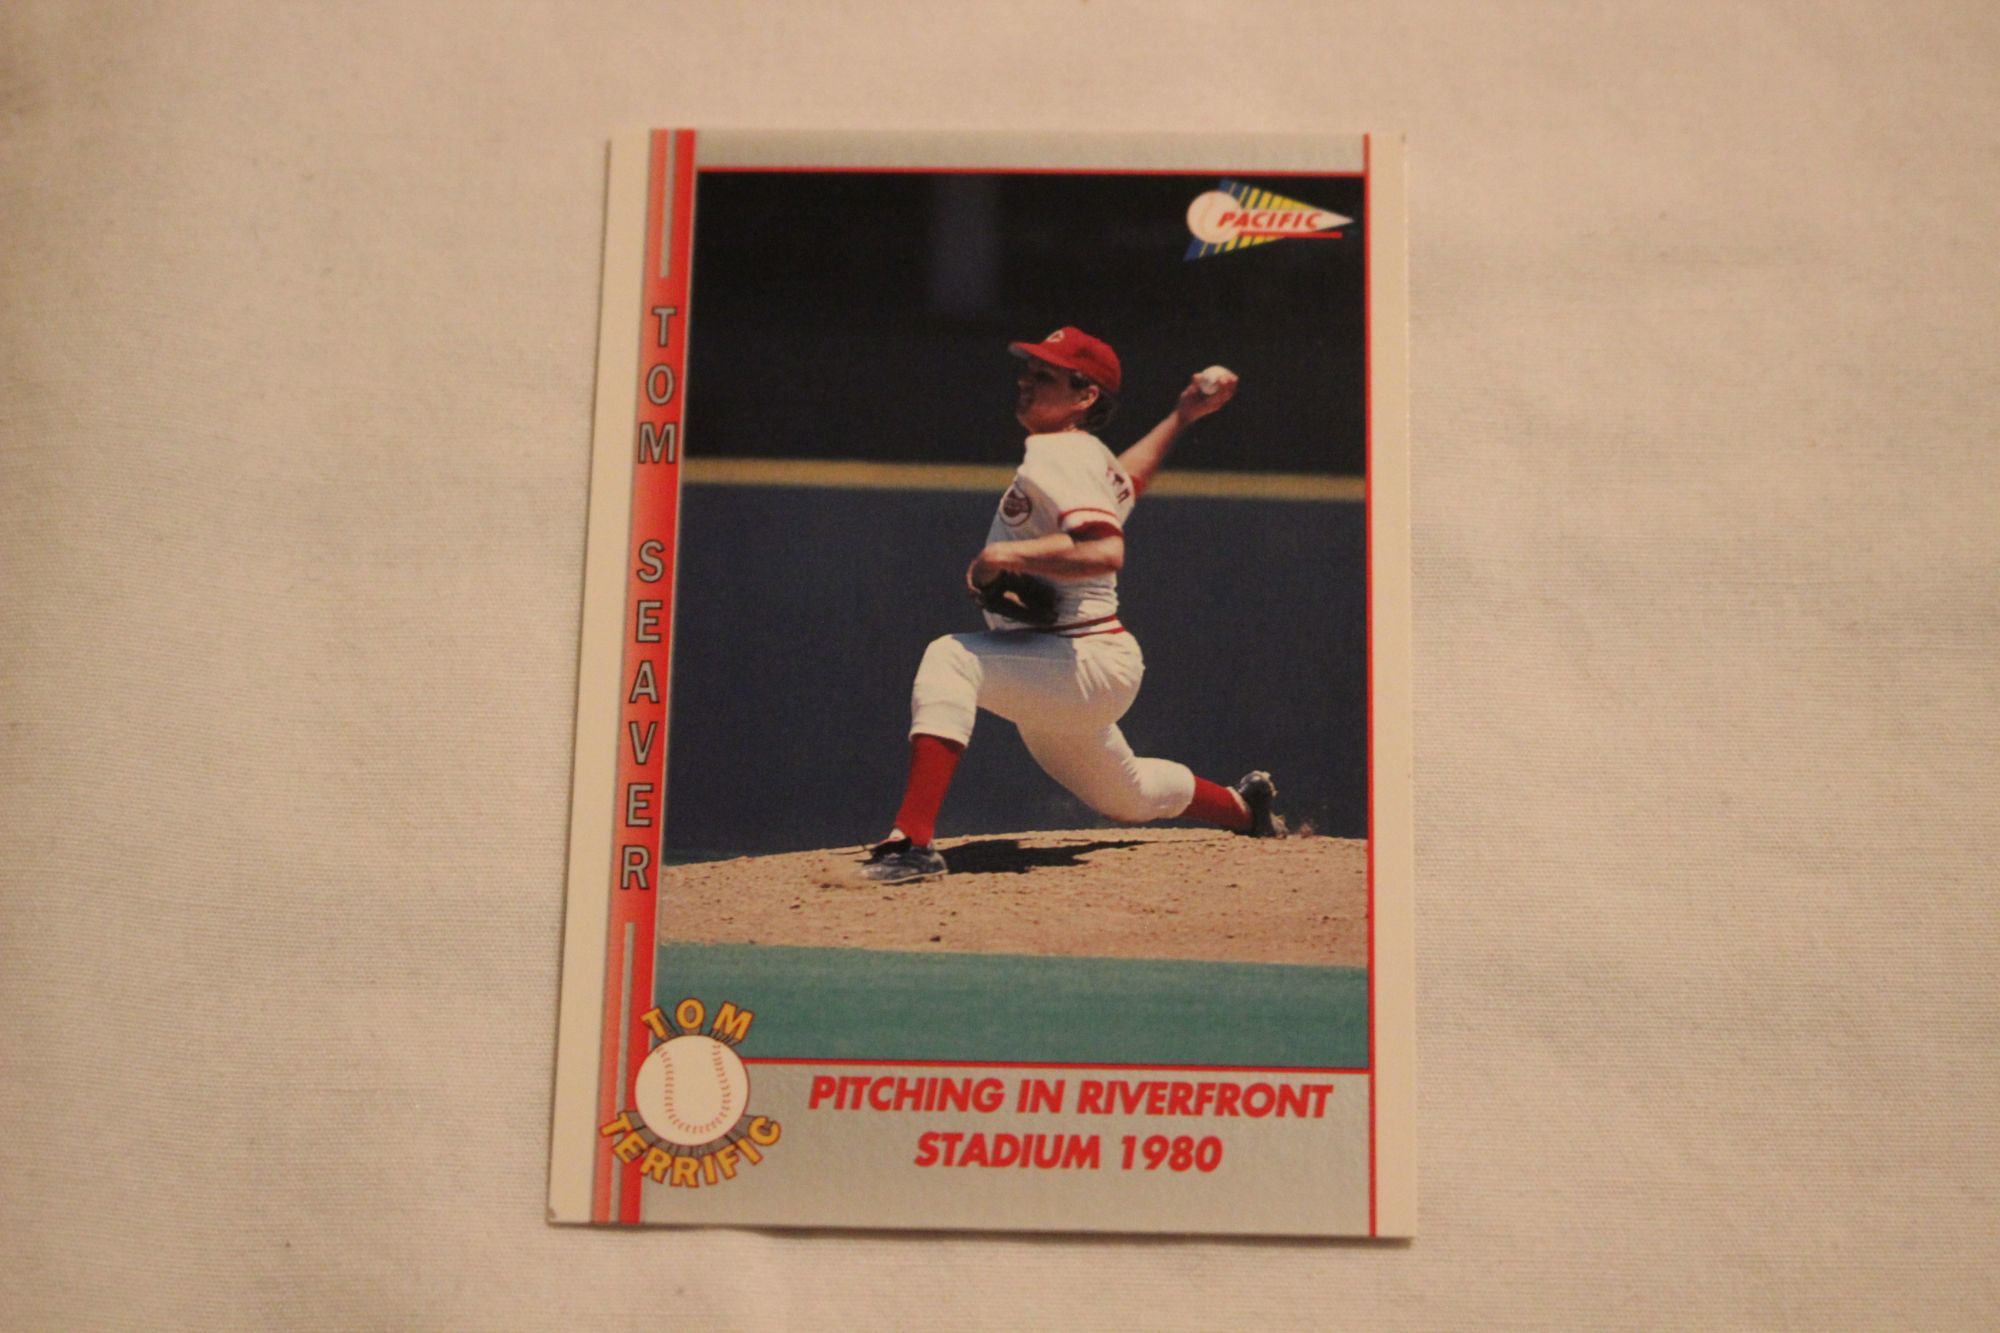 PACIFIC
TOM SEAVER
TOM
TERRIFIC
PITCHING IN RIVERFRONT
STADIUM 1980